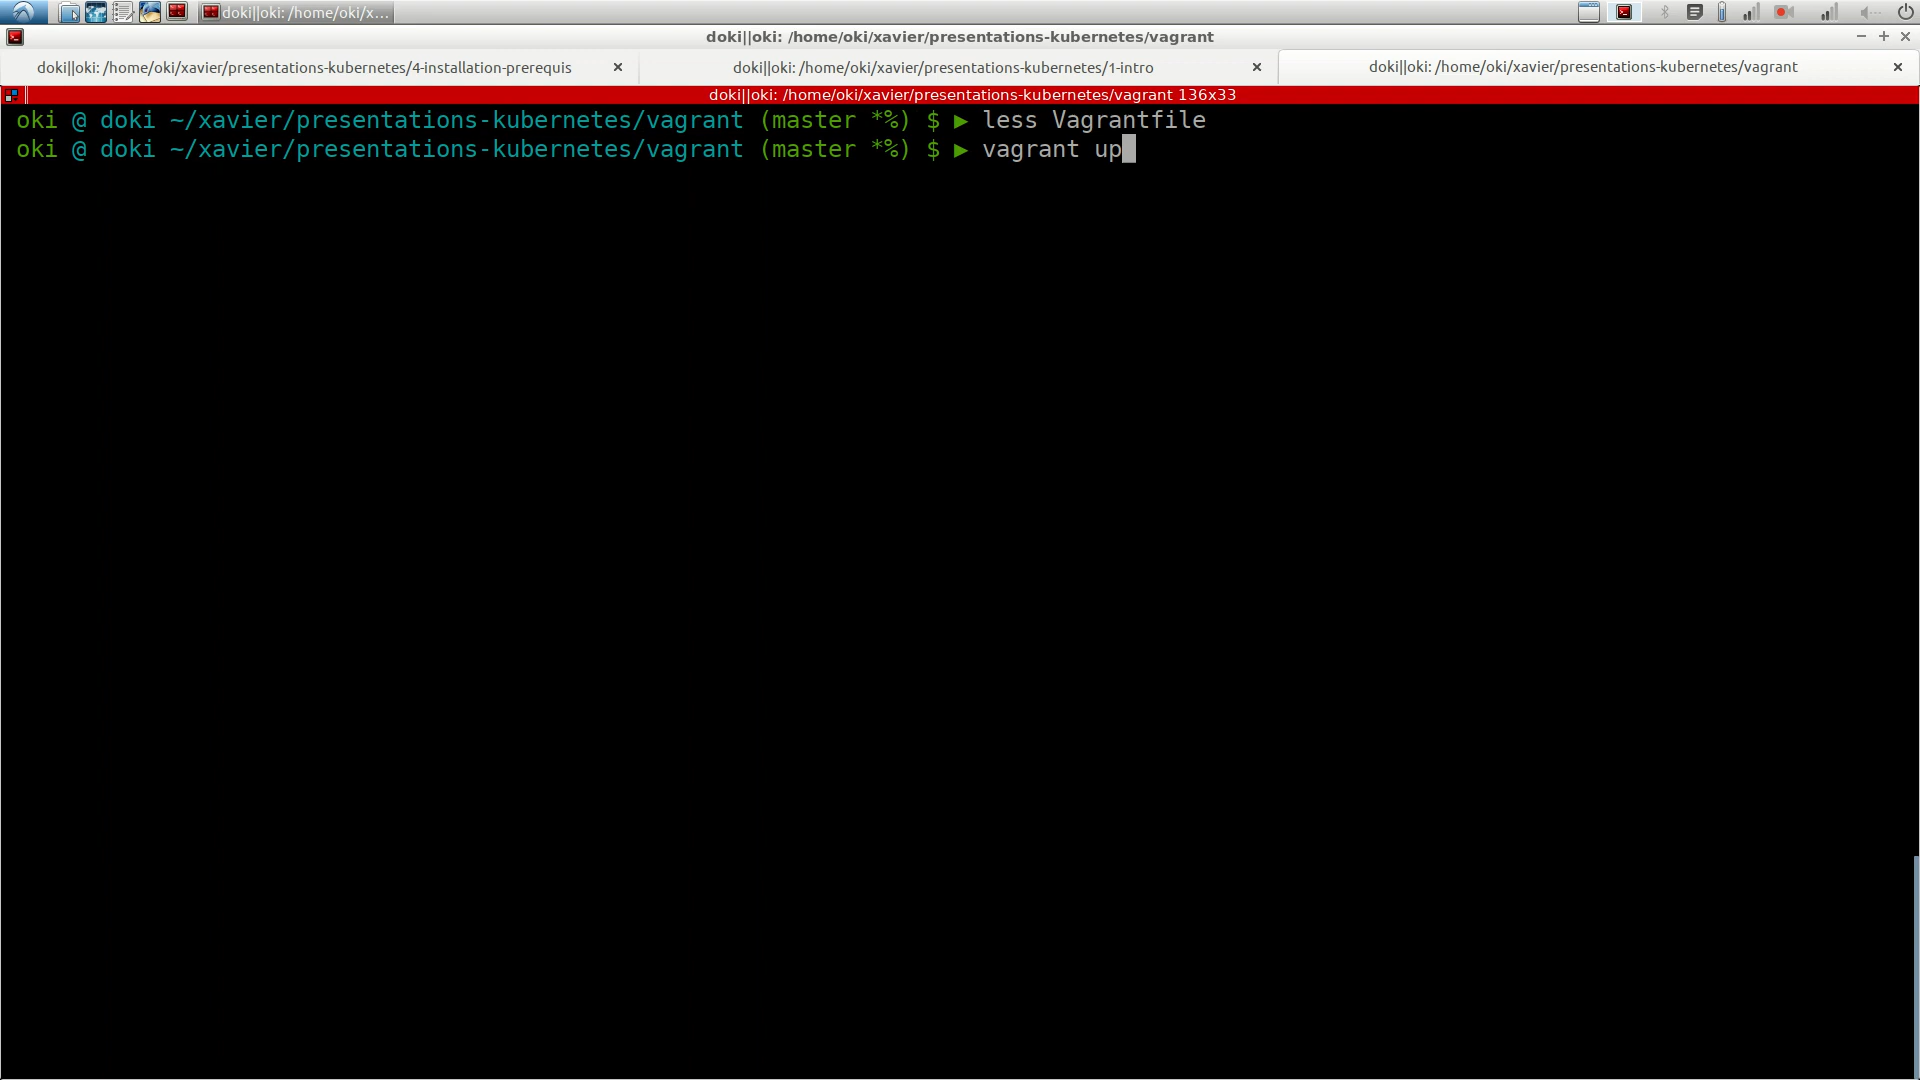 doki||oki: /home/oki/x...
doki||oki: /home/oki/xavier/presentations-kubernetes/vagrant
doki||oki: /home/oki/xavier/presentations-kubernetes/4-installation-prerequis
doki||oki: /home/oki/xavier/presentations-kubernetes/1-intro
doki||oki: /home/oki/xavier/presentations-kubernetes/vagrant
doki||oki: /home/oki/xavier/presentations-kubernetes/vagrant 136x33
oki @ doki ~/xavier/presentations-kubernetes/vagrant (master *%) $ ▶ less Vagrantfile
oki @ doki ~/xavier/presentations-kubernetes/vagrant (master *%) $ ▶ vagrant up